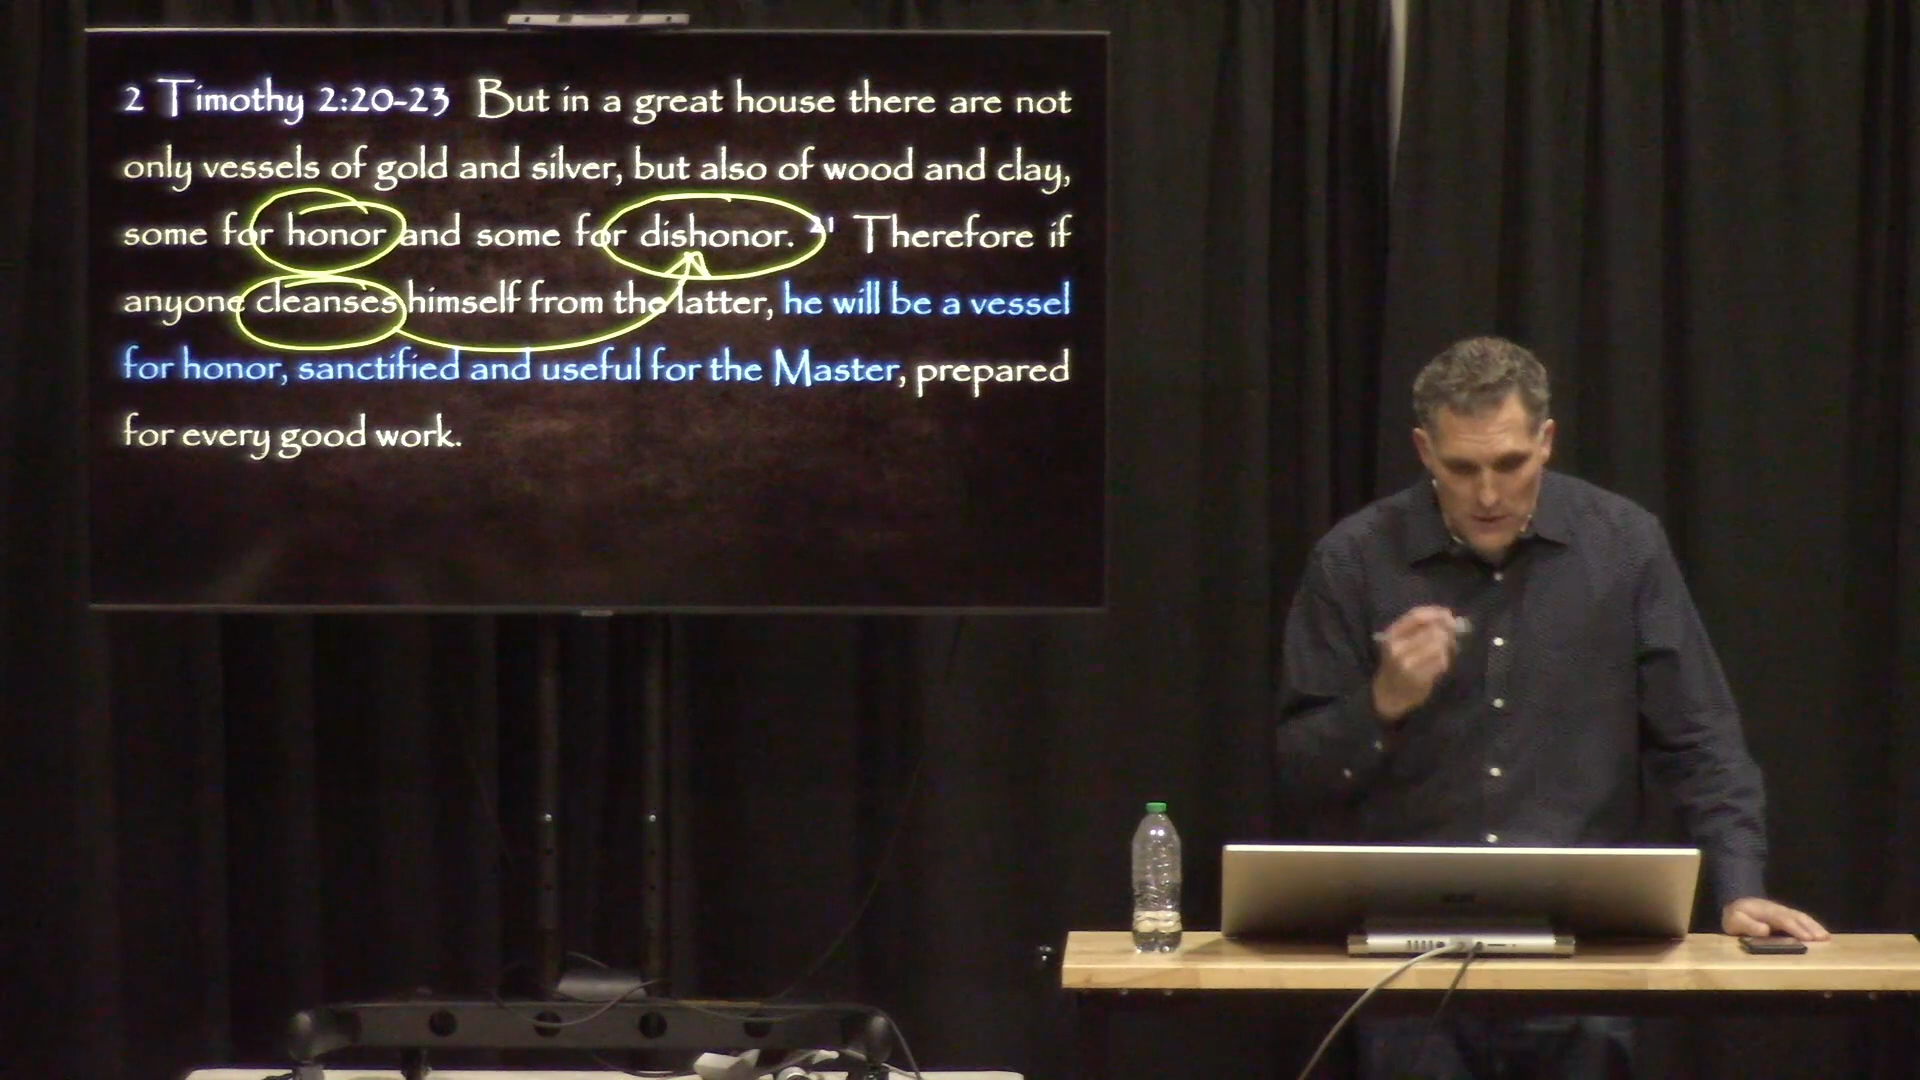 2 Timothy 2:20-23 But in a great house there are not
only vessels of gold and silver, but also of wood and clay,
some for honor and some for dishonor. 21 Therefore if
anyone cleanses himself from the latter, he will be a vessel
for honor, sanctified and useful for the Master, prepared
for every good work.